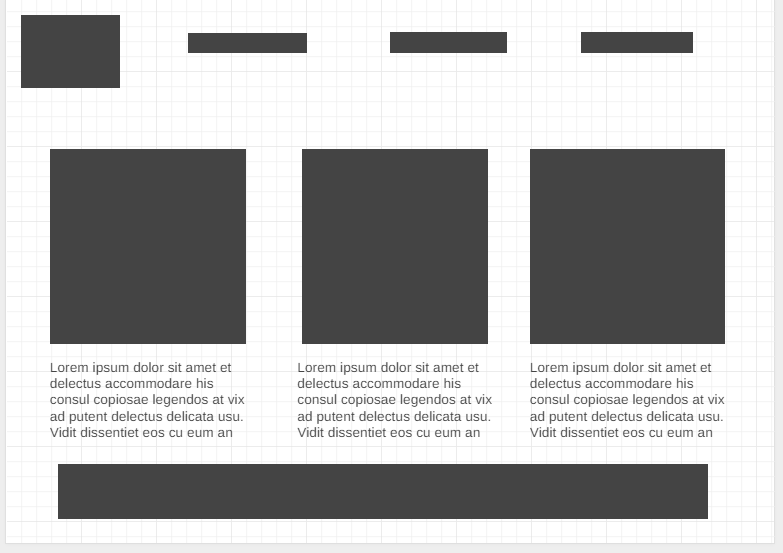 Lorem ipsum dolor sit amet et
delectus accommodare his
consul copiosae legendos at vix
ad putent delectus delicata usu.
Vidit dissentiet eos cu eum an
Lorem ipsum dolor sit amet et
delectus accommodare his
consul copiosae legendos at vix
ad putent delectus delicata usu.
Vidit dissentiet eos cu eum an
Lorem ipsum dolor sit amet et
delectus accommodare his
consul copiosae legendos at vix
ad putent delectus delicata usu.
Vidit dissentiet eos cu eum an